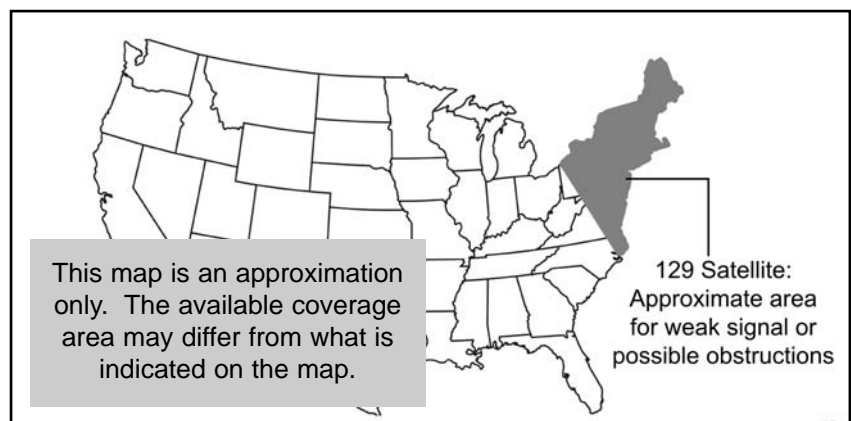 This map is an approximation
only. The available coverage
area may differ from what is
indicated on the map.
129 Satellite:
Approximate area
for weak signal or
possible obstructions